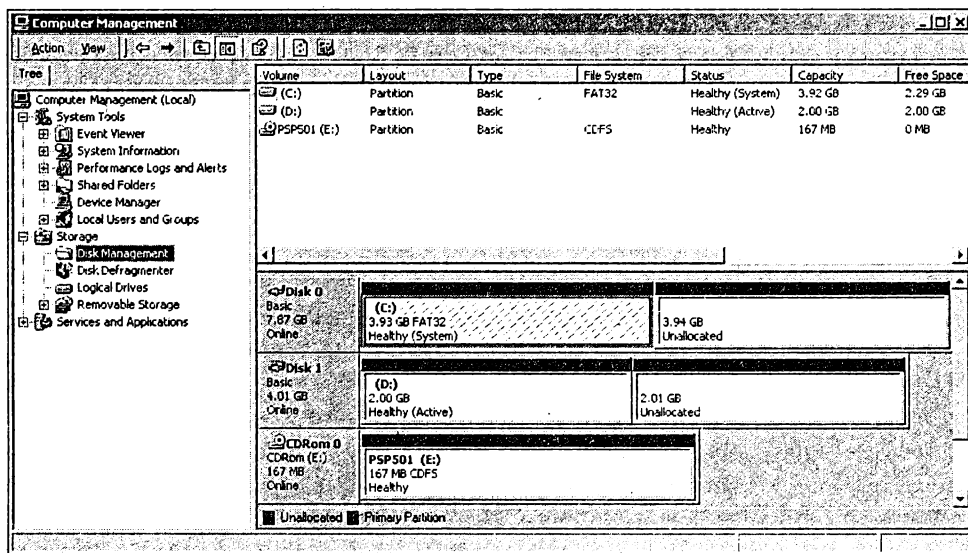 Computer Management
Action View
Tree
Computer Management (Local)
System Tools
Event Viewer
System Information
Performance Logs and Alerts
Shared Folders
Device Manager
Local Users and Groups
Storage
Disk Management
Disk Defragmenter
Logical Drives
Removable Storage
Services and Applications
Volume Layout Type File System Status Capacity Free Space
(C:) Partition Basic FAT32 Healthy (System) 3.92 GB 2.29 GB
(D:) Partition Basic Healthy (Active) 2.00 GB 2.00 GB
PSP501 (E:) Partition Basic CDFS Healthy 167 MB 0 MB
Disk 0
Basic
7.87 GB
Online
(C:)
3.93 GB FAT32
Healthy (System)
3.94 GB
Unallocated
Disk 1
Basic
4.01 GB
Online
(D:)
2.00 GB
Healthy (Active)
2.01 GB
Unallocated
CDRom 0
CDRom (E:)
167 MB
Online
PSP501 (E:)
167 MB CDFS
Healthy
Unallocated Primary Partition